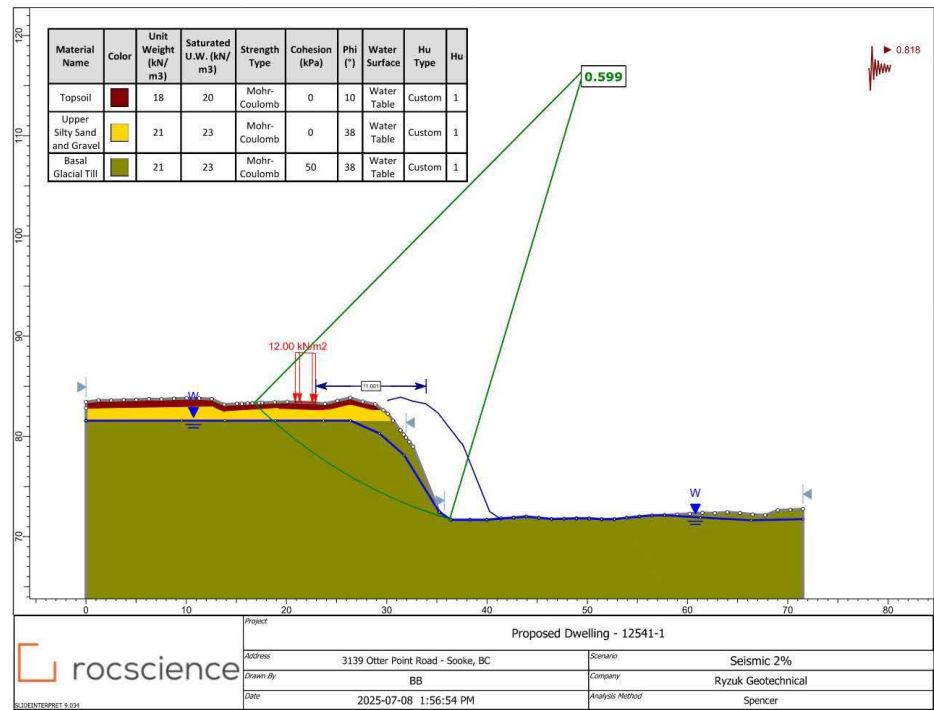 Material Name Color Unit Weight (kN/m3) Saturated U.W. (kN/m3) Strength Type Cohesion (kPa) Phi (°) Water Surface Hu Type Hu
Topsoil 18 20 Mohr-Coulomb 0 10 Water Table Custom 1
Upper Silty Sand and Gravel 21 23 Mohr-Coulomb 0 38 Water Table Custom 1
Basal Glacial Till 21 23 Mohr-Coulomb 50 38 Water Table Custom 1
0.599
0.818
120
110
100
90
80
70
12.00 kN/m2
11.001
W
W
0 10 20 30 40 50 60 70 80
rocscience
SLIDEINTERPRET 9.034
Project
Proposed Dwelling - 12541-1
Address 3139 Otter Point Road - Sooke, BC Scenario Seismic 2%
Drawn By BB Company Ryzuk Geotechnical
Date 2025-07-08 1:56:54 PM Analysis Method Spencer